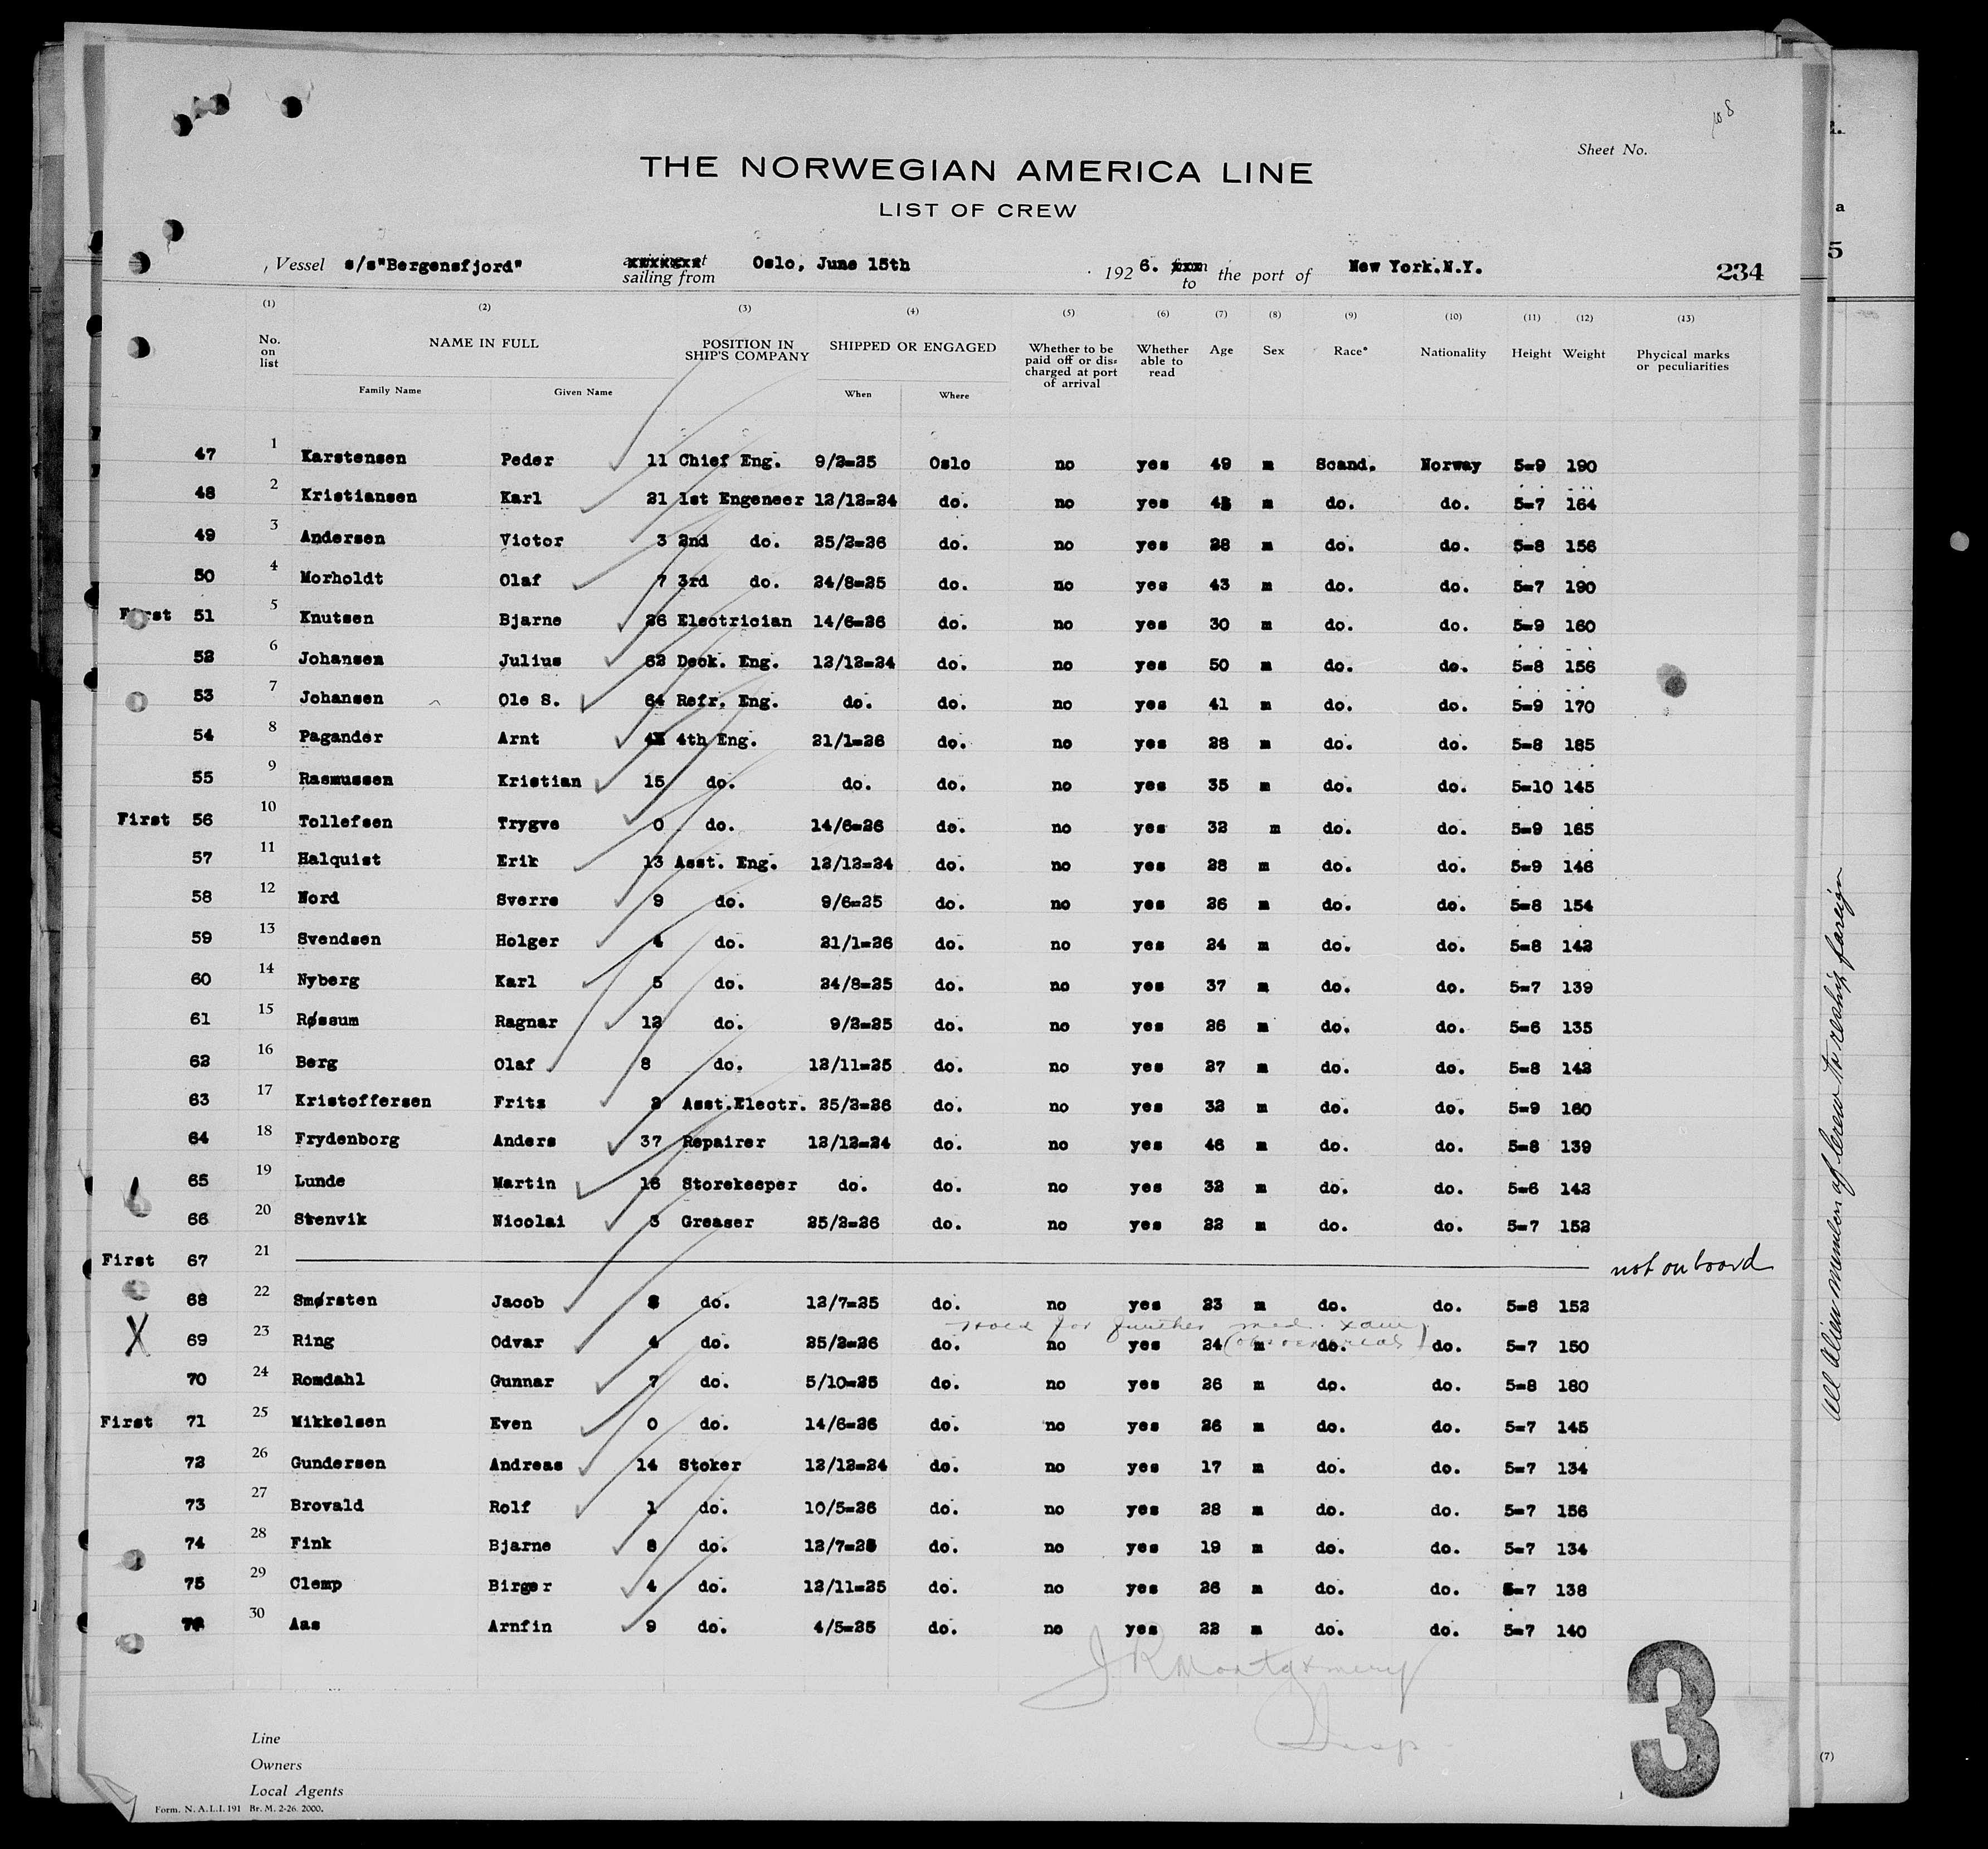 108
Sheet No.
THE NORWEGIAN AMERICA LINE
LIST OF CREW
Vessel s/s"Bergensfjord" sailing from Oslo, June 15th 1926. to the port of New York.N.Y. 234
(1) (2) (3) (4) (5) (6) (7) (8) (9) (10) (11) (12) (13)
No. on list NAME IN FULL POSITION IN SHIP'S COMPANY SHIPPED OR ENGAGED Whether to be paid off or discharged at port of arrival Whether able to read Age Sex Race* Nationality Height Weight Phycical marks or peculiarities
Family Name Given Name When Where
47 1 Karstensen Peder 11 Chief Eng. 9/2=25 Oslo no yes 49 m Scand. Norway 5=9 190
48 2 Kristiansen Karl 21 1st Engeneer 12/12=24 do. no yes m do. do. 5=7 164
49 3 Andersen Victor 3 2nd do. 25/2=26 do. no yes 28 m do. do. 5=8 156
50 4 Morholdt Olaf 7 3rd do. 24/8=25 do. no yes 43 m do. do. 5=7 190
First 51 5 Knutsen Bjarne 26 Electrician 14/6=26 do. no yes 30 m do. do. 5=9 160
52 6 Johansen Julius 62 Deck. Eng. 12/12=24 do. no yes 50 m do. do. 5=8 156
53 7 Johansen Ole S. 64 Refr. Eng. do. do. no yes 41 m do. do. 5=9 170
54 8 Pagander Arnt 4th Eng. 21/1=26 do. no yes 28 m do. do. 5=8 185
55 9 Rasmussen Kristian 15 do. do. do. no yes 35 m do. do. 5=10 145
First 56 10 Tollefsen Trygve 0 do. 14/6=26 do. no yes 32 m do. do. 5=9 165
57 11 Halquist Erik 13 Asst. Eng. 12/12=24 do. no yes 28 m do. do. 5=9 146
58 12 Nord Sverre 9 do. 9/6=25 do. no yes 26 m do. do. 5=8 154
59 13 Svendsen Holger 4 do. 21/1=26 do. no yes 24 m do. do. 5=8 142
60 14 Nyberg Karl 5 do. 24/8=25 do. no yes 37 m do. do. 5=7 139
61 15 Røssum Ragnar 12 do. 9/2=25 do. no yes 26 m do. do. 5=6 135
62 16 Berg Olaf 8 do. 12/11=25 do. no yes 27 m do. do. 5=8 142
63 17 Kristoffersen Frits 2 Asst.Electr. 25/2=26 do. no yes 32 m do. do. 5=9 160
64 18 Frydenborg Anders 37 Repairer 12/12=24 do. no yes 46 m do. do. 5=8 139
65 19 Lunde Martin 16 Storekeeper do. do. no yes 32 m do. do. 5=6 142
66 20 Stenvik Nicolai 3 Greaser 25/2=26 do. no yes 22 m do. do. 5=7 152
First 67 21 not on board
68 22 Smørsten Jacob 8 do. 12/7=25 do. no yes 23 m do. do. 5=8 152
Hold for further med. xam
X 69 23 Ring Odvar 4 do. 25/2=26 do. no yes 24 m do. do. 5=7 150
70 24 Romdahl Gunnar 7 do. 5/10=25 do. no yes 26 m do. do. 5=8 180
First 71 25 Mikkelsen Even 0 do. 14/6=26 do. no yes 26 m do. do. 5=7 145
72 26 Gundersen Andreas 14 Stoker 12/12=24 do. no yes 17 m do. do. 5=7 134
73 27 Brovald Rolf 1 do. 10/5=26 do. no yes 28 m do. do. 5=7 156
74 28 Fink Bjarne 8 do. 12/7=25 do. no yes 19 m do. do. 5=7 134
75 29 Clemp Birger 4 do. 12/11=25 do. no yes 26 m do. do. 5=7 138
76 30 Aas Arnfin 9 do. 4/5=25 do. no yes 22 m do. do. 5=7 140
J R Montgomery
Insp
3
Line
Owners
Local Agents
Form. N. A. L. I. 191 Br. M. 2-26. 2000.
All Alien members of Crew to reship foreign
a
5
(7)